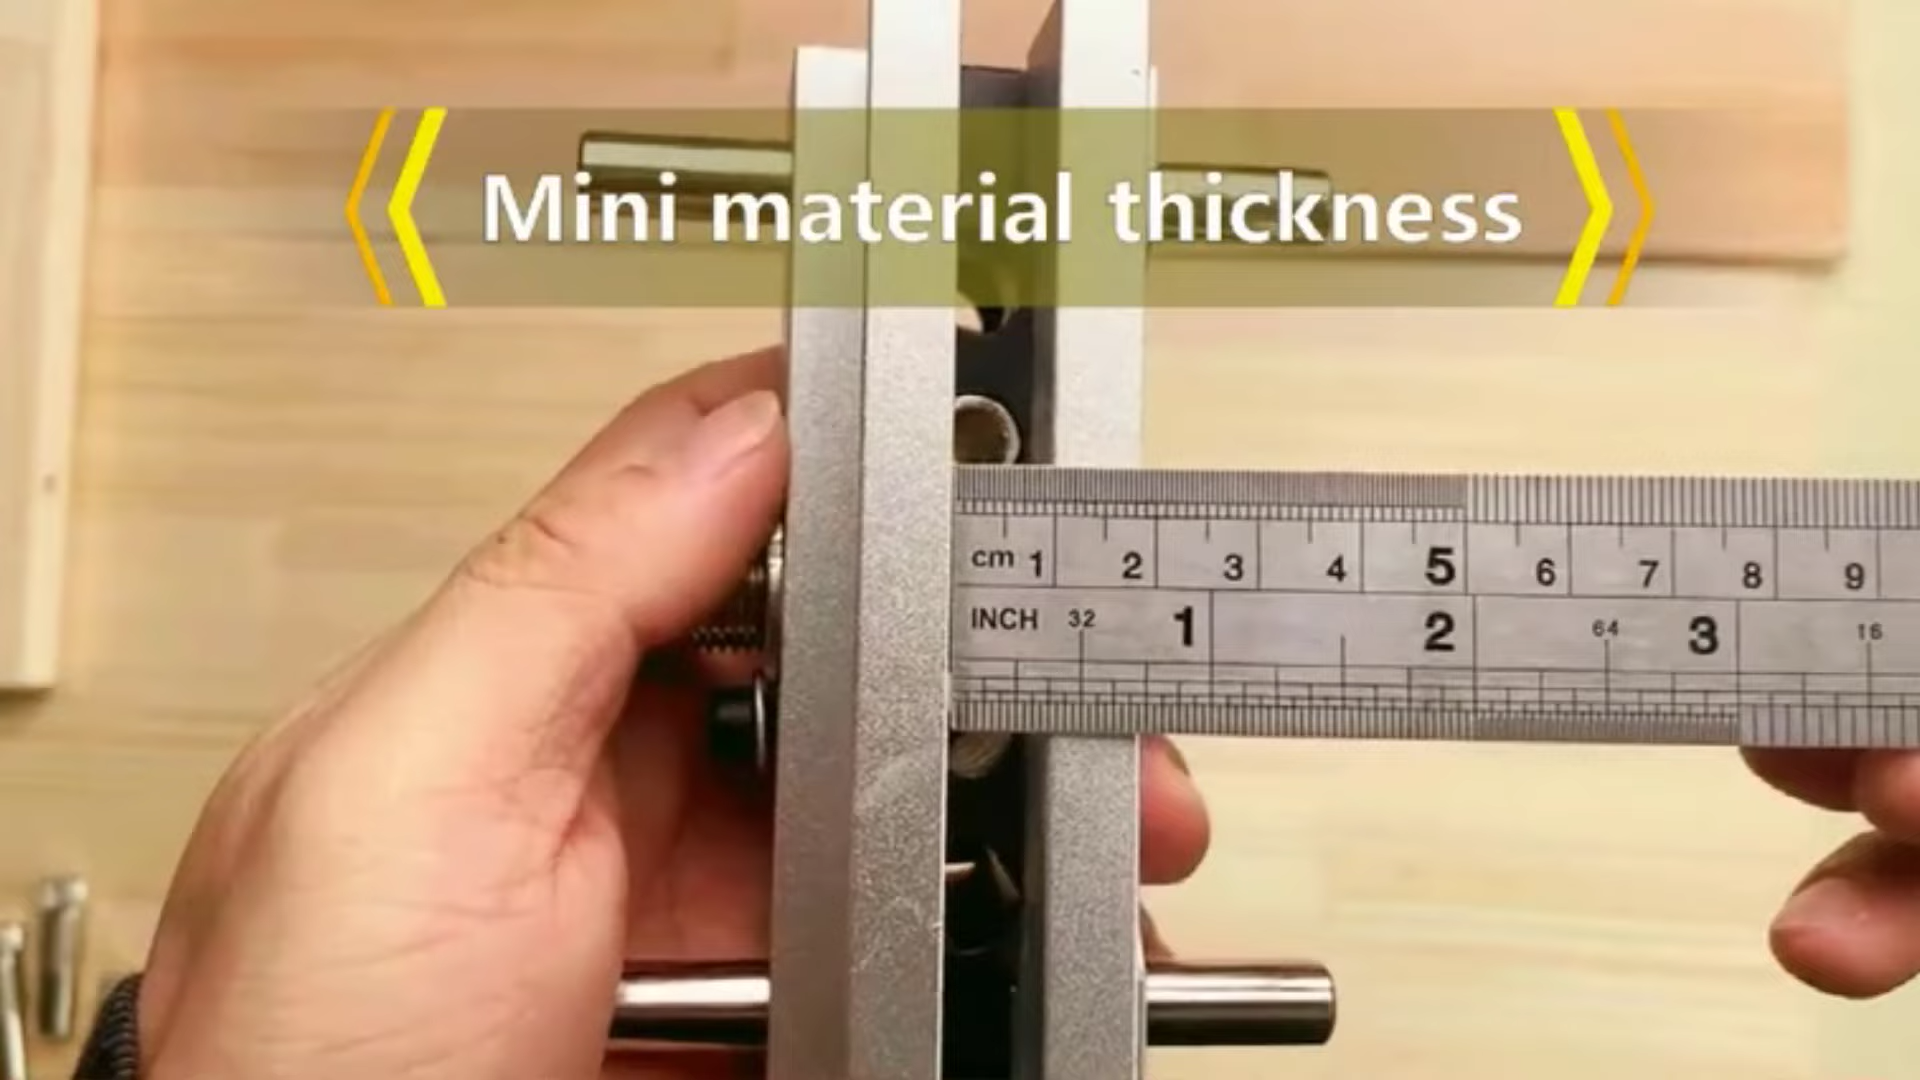 Mini material thickness
cm 1 2 3 4 5 6 7 8 9
INCH 32 1 2 64 3 16